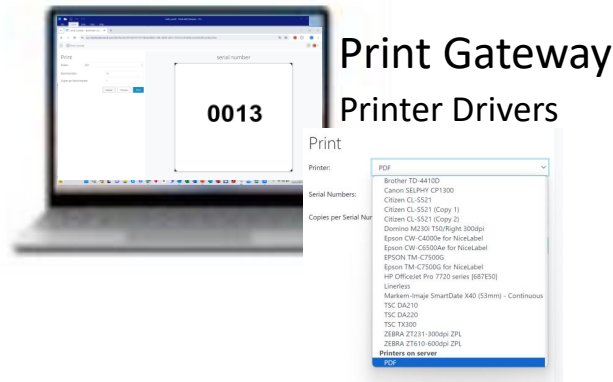 Print Gateway
Printer Drivers
serial number
Print
0013
Print
Printer:
PDF
Brother TD-4410D
Canon SELPHY CP1300
Serial Numbers:
Citizen CL-S521
Citizen CL-S521 (Copy 1)
Copies per Serial Num
Citizen CL-S521 (Copy 2)
Domino M230i T50/Right 300dpi
Epson CW-C4000e for NiceLabel
Epson CW-C6500Ae for NiceLabel
EPSON TM-C7500G
Epson TM-C7500G for NiceLabel
HP OfficeJet Pro 7720 series [687E50]
Linerless
Markem-Imaje SmartDate X40 (53mm) - Continuous
TSC DA210
TSC DA220
TSC TX300
ZEBRA ZT231-300dpi ZPL
ZEBRA ZT610-600dpi ZPL
Printers on server
PDF